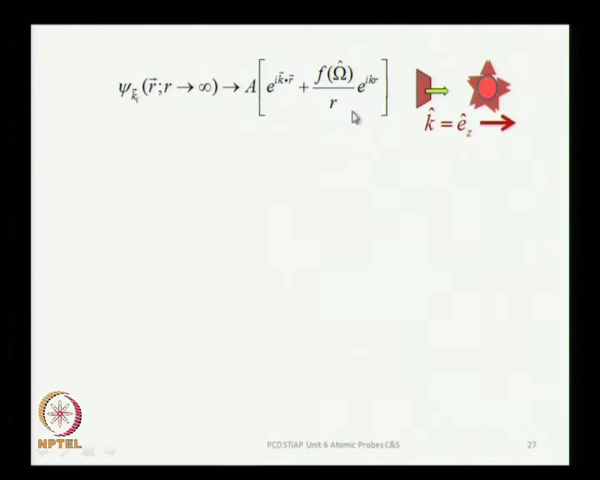 ψ_{k⃗_i}(r⃗; r → ∞) → A[e^{ik⃗•r⃗} + f(Ω̂)/r e^{ikr}]
k̂ = ê_z
NPTEL
PCD STIAP Unit 6 Atomic Probes C&S
27